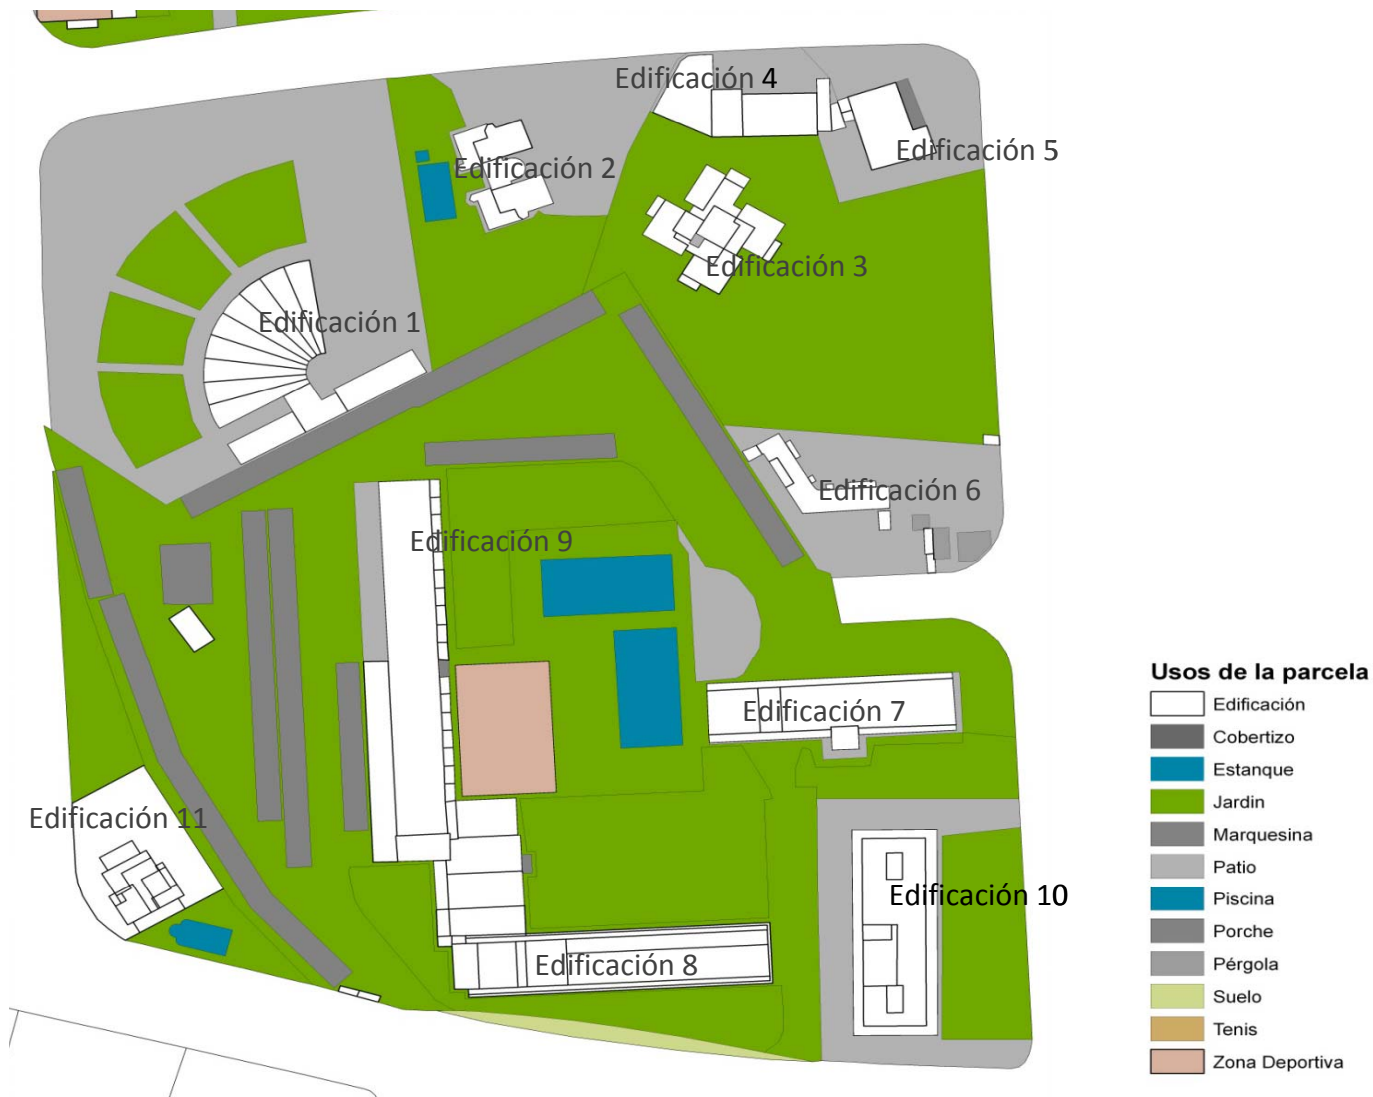 Edificación 4
Edificación 5
Edificación 2
Edificación 3
Edificación 1
Edificación 6
Edificación 9
Edificación 7
Edificación 11
Edificación 10
Edificación 8
Usos de la parcela
Edificación
Cobertizo
Estanque
Jardin
Marquesina
Patio
Piscina
Porche
Pérgola
Suelo
Tenis
Zona Deportiva